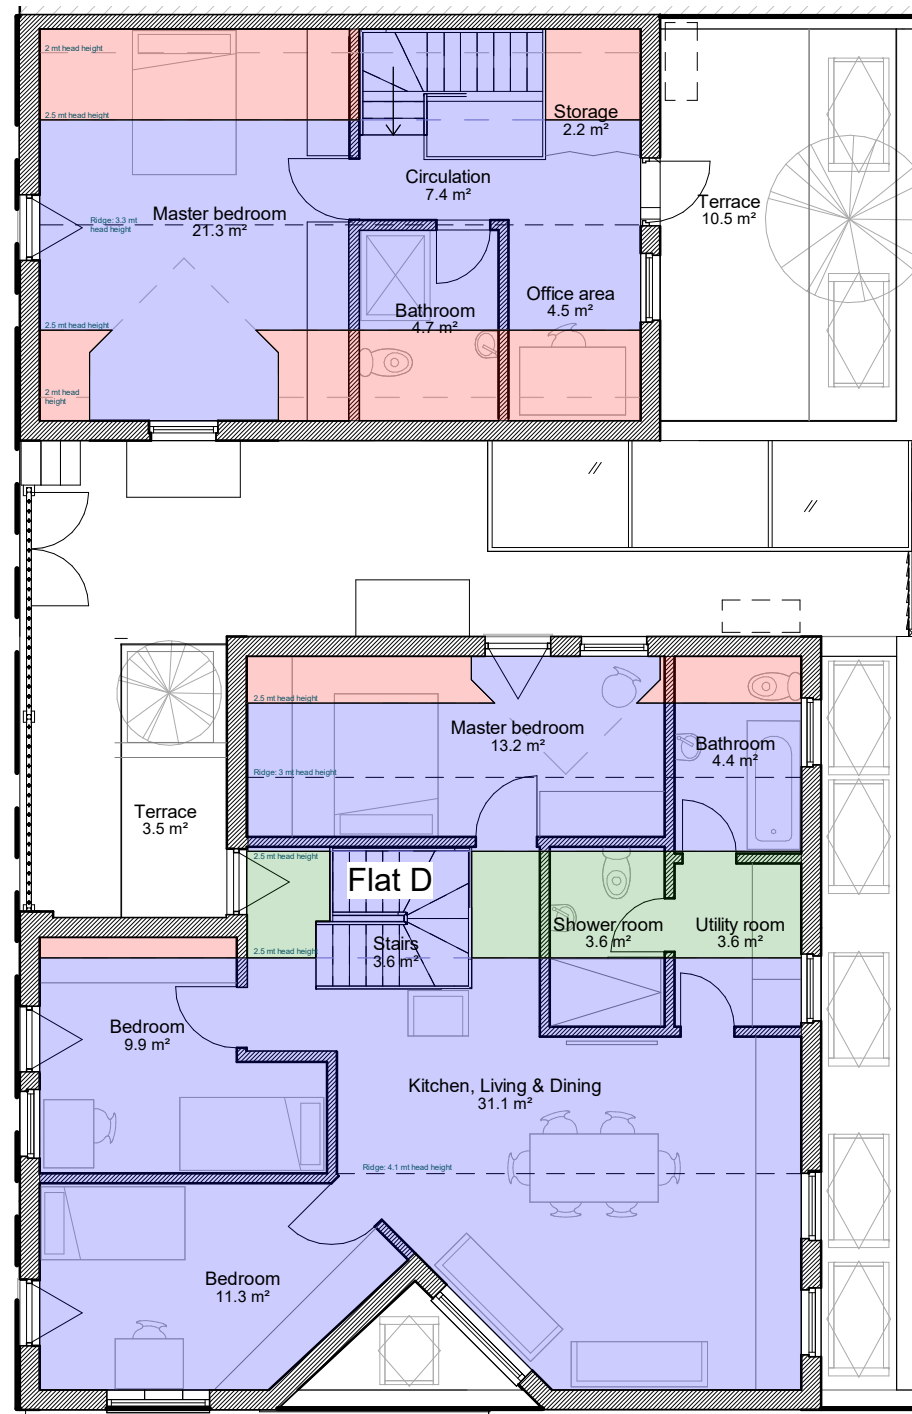 2 mt head height
Storage
2.2 m²
2.5 mt head height
Circulation
7.4 m²
Terrace
10.5 m²
Master bedroom
21.3 m²
Ridge: 3.3 mt
head height
Office area
4.5 m²
Bathroom
4.7 m²
2.5 mt head height
2 mt head
height
2.5 mt head height
Master bedroom
13.2 m²
Bathroom
4.4 m²
Ridge: 3 mt head height
Terrace
3.5 m²
2.5 mt head height
Flat D
Stairs
3.6 m²
Shower room
3.6 m²
Utility room
3.6 m²
2.5 mt head height
Bedroom
9.9 m²
Kitchen, Living & Dining
31.1 m²
Ridge: 4.1 mt head height
Bedroom
11.3 m²